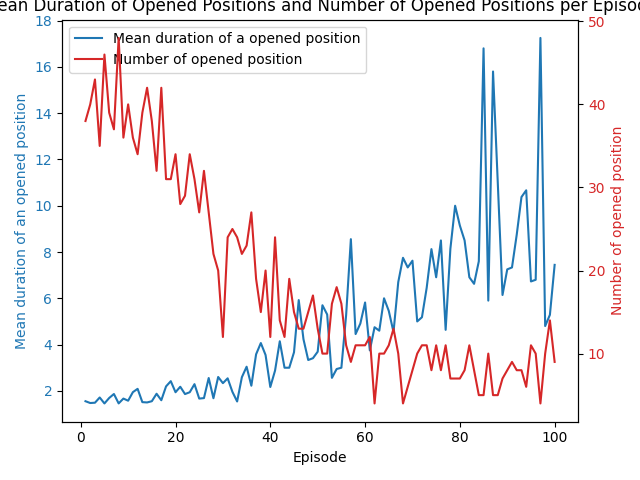 ean Duration of Opened Positions and Number of Opened Positions per Episod
Mean duration of a opened position
Number of opened position
Mean duration of an opened position
18
16
14
12
10
8
6
4
2
50
40
30
20
10
Number of opened position
0 20 40 60 80 100
Episode